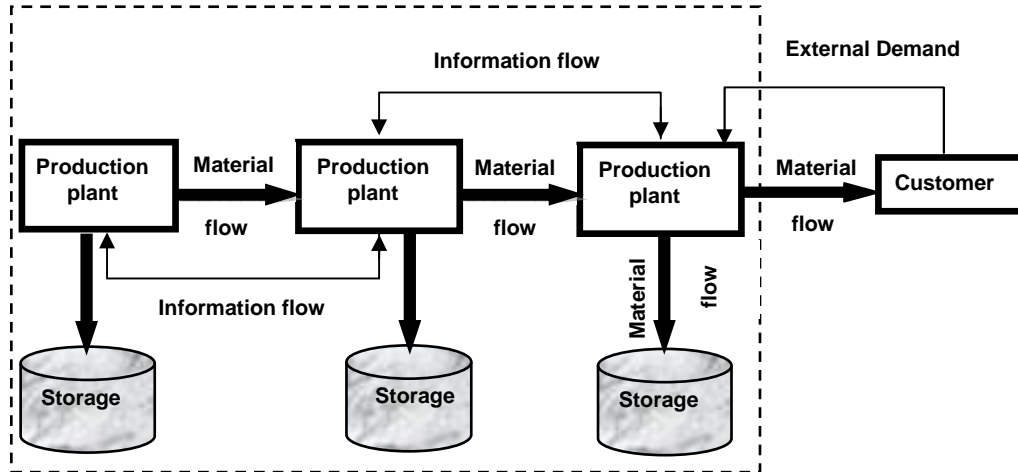 External Demand
Information flow
Production
plant
Material
flow
Production
plant
Material
flow
Production
plant
Material
flow
Customer
Information flow
Material
flow
Storage
Storage
Storage